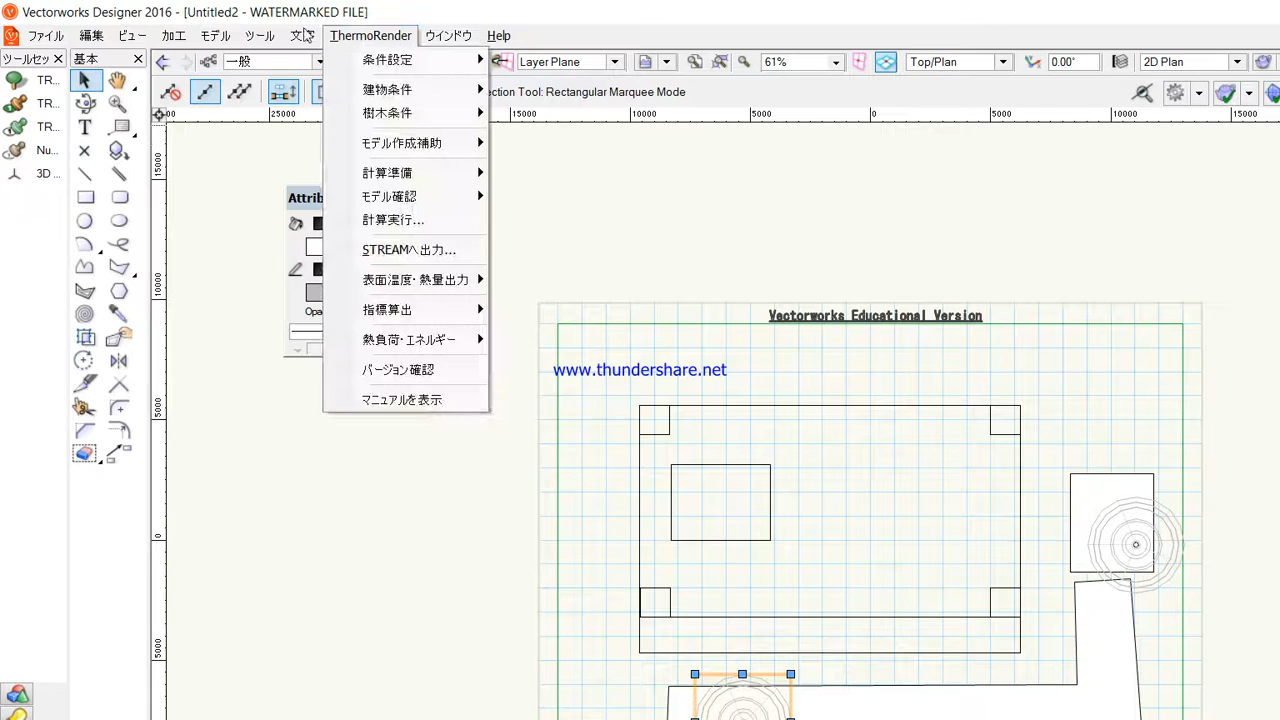 Vectorworks Designer 2016 - [Untitled2 - WATERMARKED FILE]
ファイル 編集 ビュー 加工 モデル ツール ThermoRender ウインドウ Help
ツールセッ
基本
一般
Layer Plane
61%
Top/Plan
0.00°
2D Plan
ection Tool: Rectangular Marquee Mode
TR...
TR...
TR...
Nu...
3D ...
25000 15000 10000 5000 0 5000 10000 15000
15000
10000
5000
0
5000
Attrib
Opac
条件設定
建物条件
樹木条件
モデル作成補助
計算準備
モデル確認
計算実行...
STREAMへ出力...
表面温度・熱量出力
指標算出
熱負荷・エネルギー
バージョン確認
マニュアルを表示
Vectorworks Educational Version
www.thundershare.net